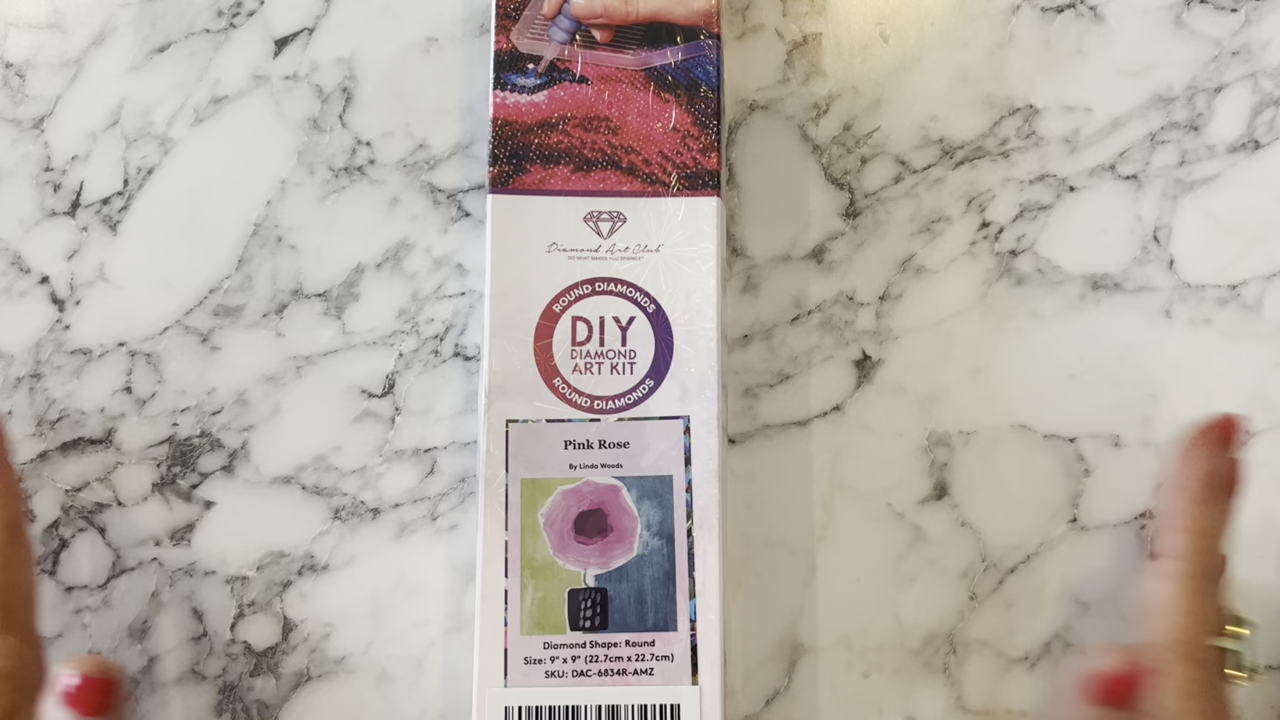 Diamond Art Club
DO WHAT MAKES YOU SPARKLE
ROUND DIAMONDS
DIY
DIAMOND
ART KIT
ROUND DIAMONDS
Pink Rose
By Linda Woods
Diamond Shape: Round
Size: 9" x 9" (22.7cm x 22.7cm)
SKU: DAC-6834R-AMZ